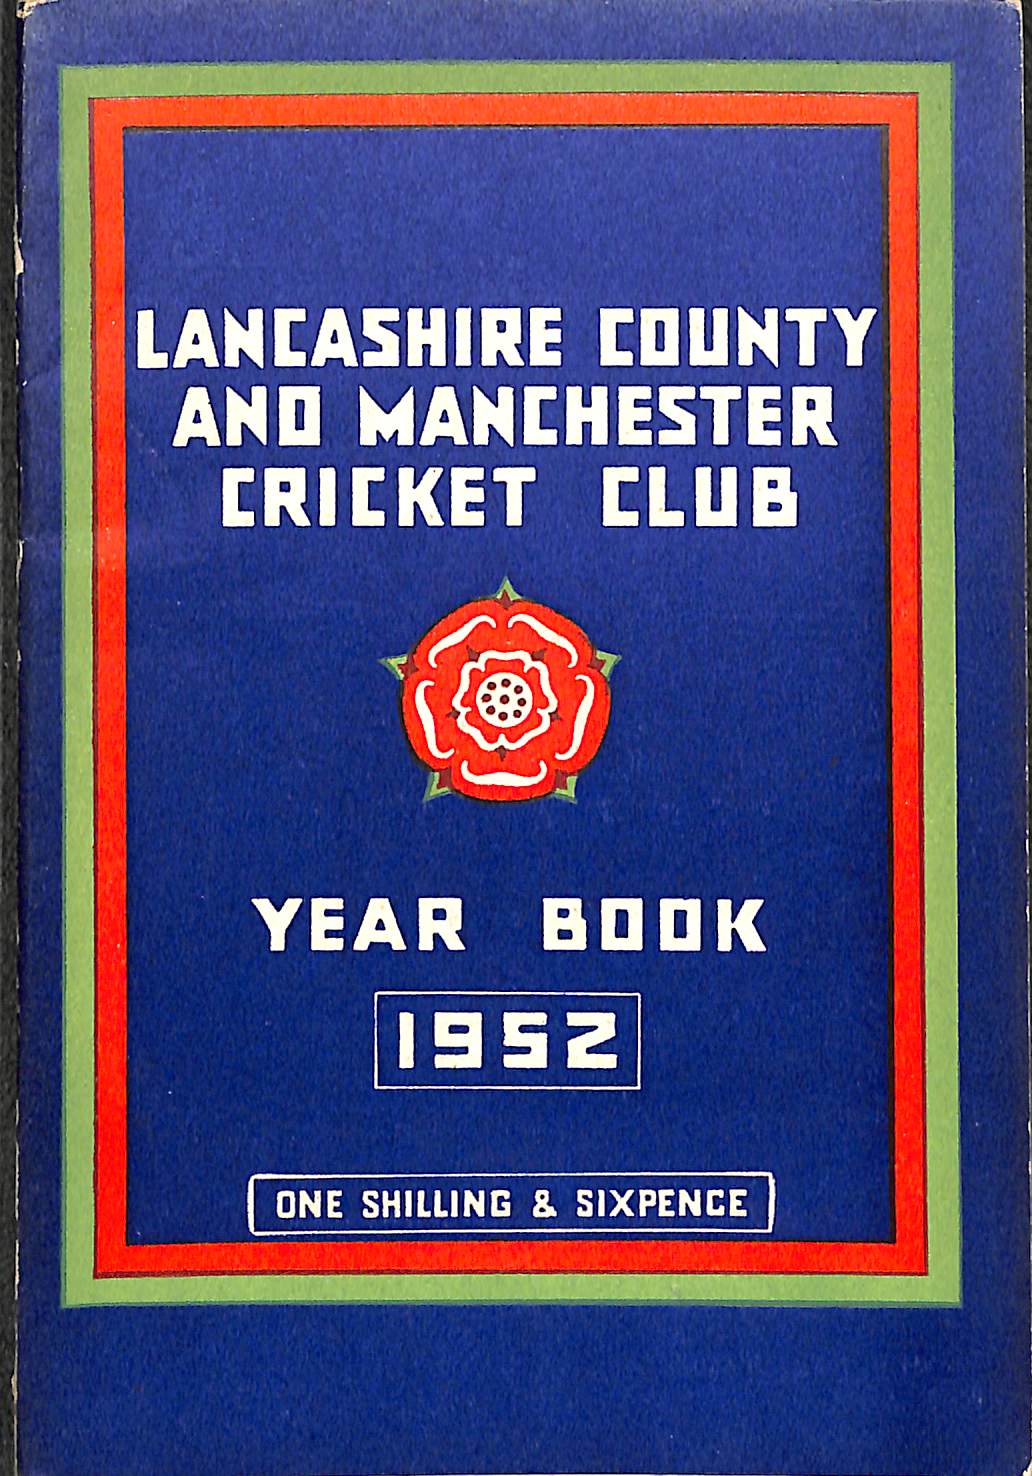 LANCASHIRE COUNTY
AND MANCHESTER
CRICKET CLUB
YEAR BOOK
1952
ONE SHILLING & SIXPENCE